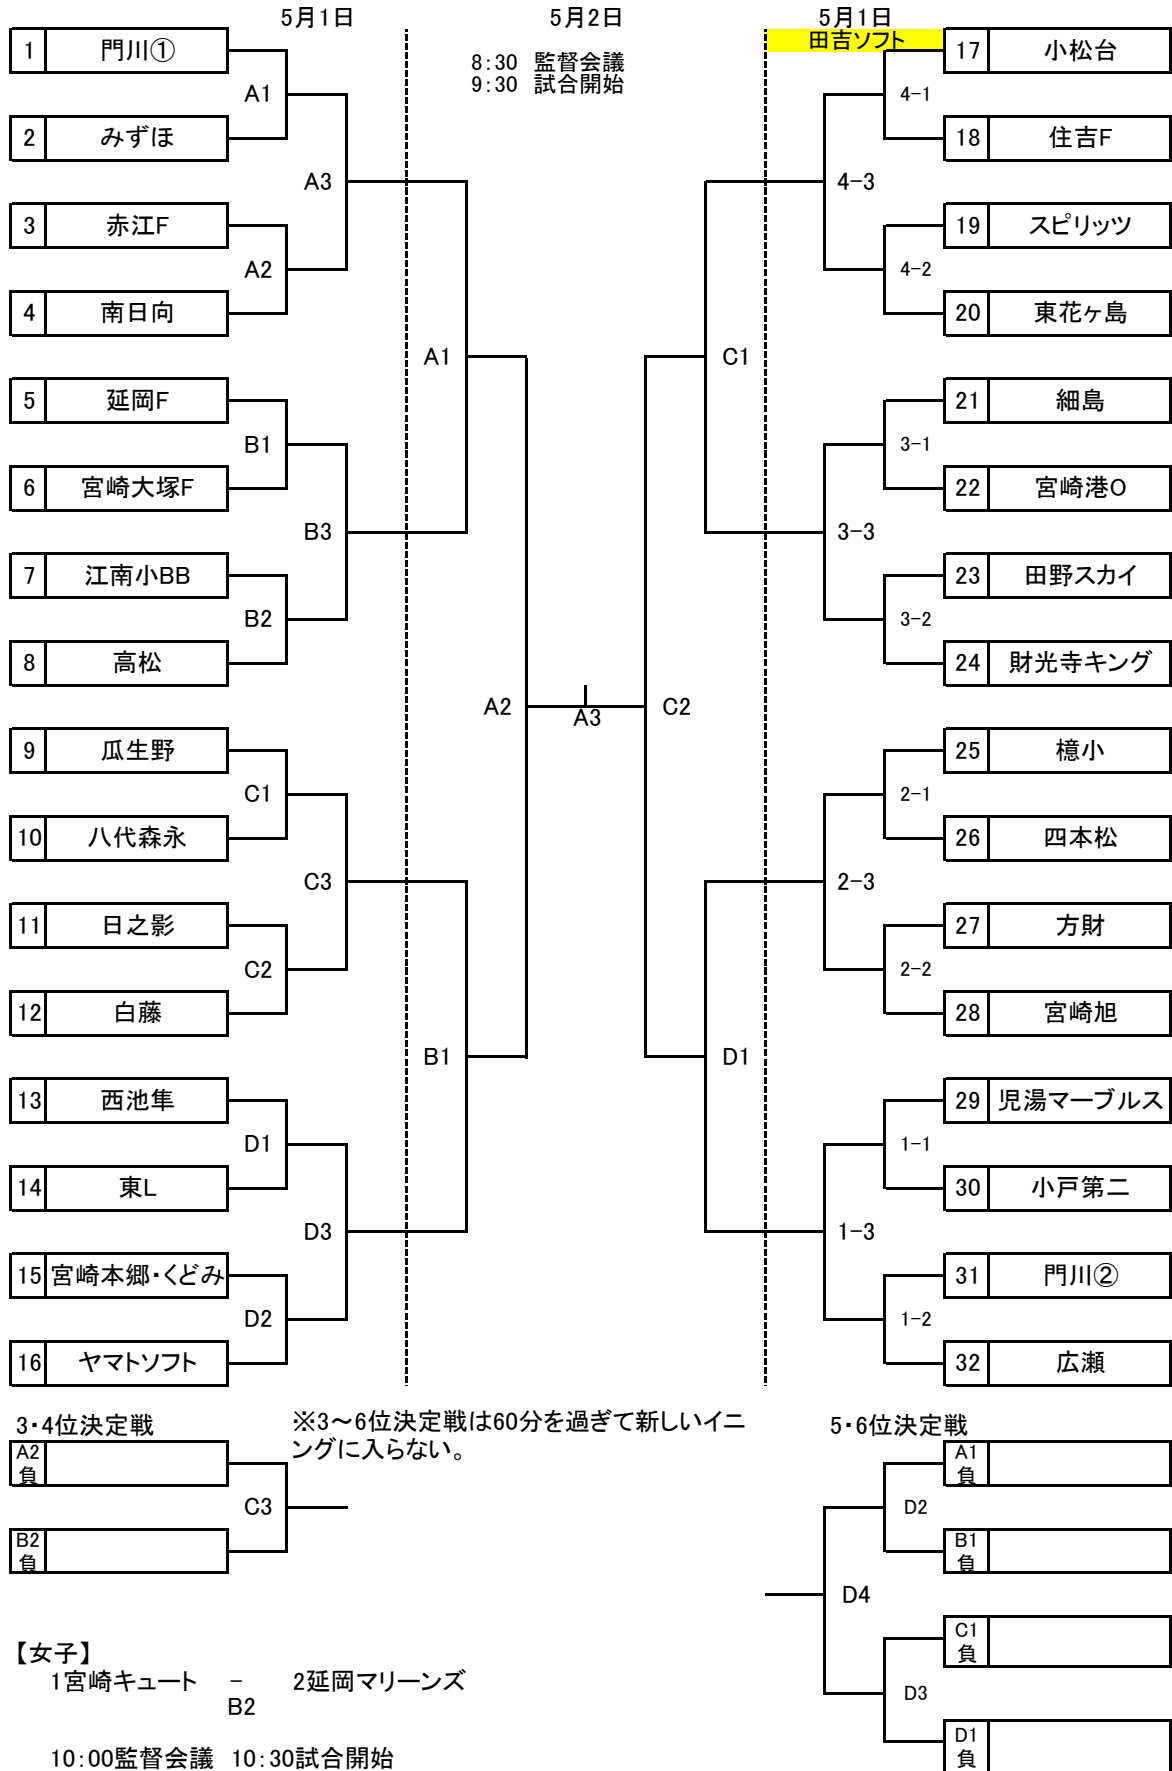 5月1日 5月2日 5月1日
田吉ソフト
8:30 監督会議
9:30 試合開始
1 門川①
A1
2 みずほ
A3
3 赤江F
A2
4 南日向
A1
5 延岡F
B1
6 宮崎大塚F
B3
7 江南小BB
B2
8 高松
A2
9 瓜生野
C1
10 八代森永
C3
11 日之影
C2
12 白藤
B1
13 西池隼
D1
14 東L
D3
15 宮崎本郷・くどみ
D2
16 ヤマトソフト
A3
17 小松台
4-1
18 住吉F
4-3
19 スピリッツ
4-2
20 東花ヶ島
C1
21 細島
3-1
22 宮崎港O
3-3
23 田野スカイ
3-2
24 財光寺キング
C2
25 檍小
2-1
26 四本松
2-3
27 方財
2-2
28 宮崎旭
D1
29 児湯マーブルス
1-1
30 小戸第二
1-3
31 門川②
1-2
32 広瀬
3・4位決定戦
A2負
C3
B2負
※3～6位決定戦は60分を過ぎて新しいイニ
ングに入らない。
5・6位決定戦
A1負
D2
B1負
D4
C1負
D3
D1負
【女子】
1宮崎キュート － 2延岡マリーンズ
B2
10:00監督会議 10:30試合開始